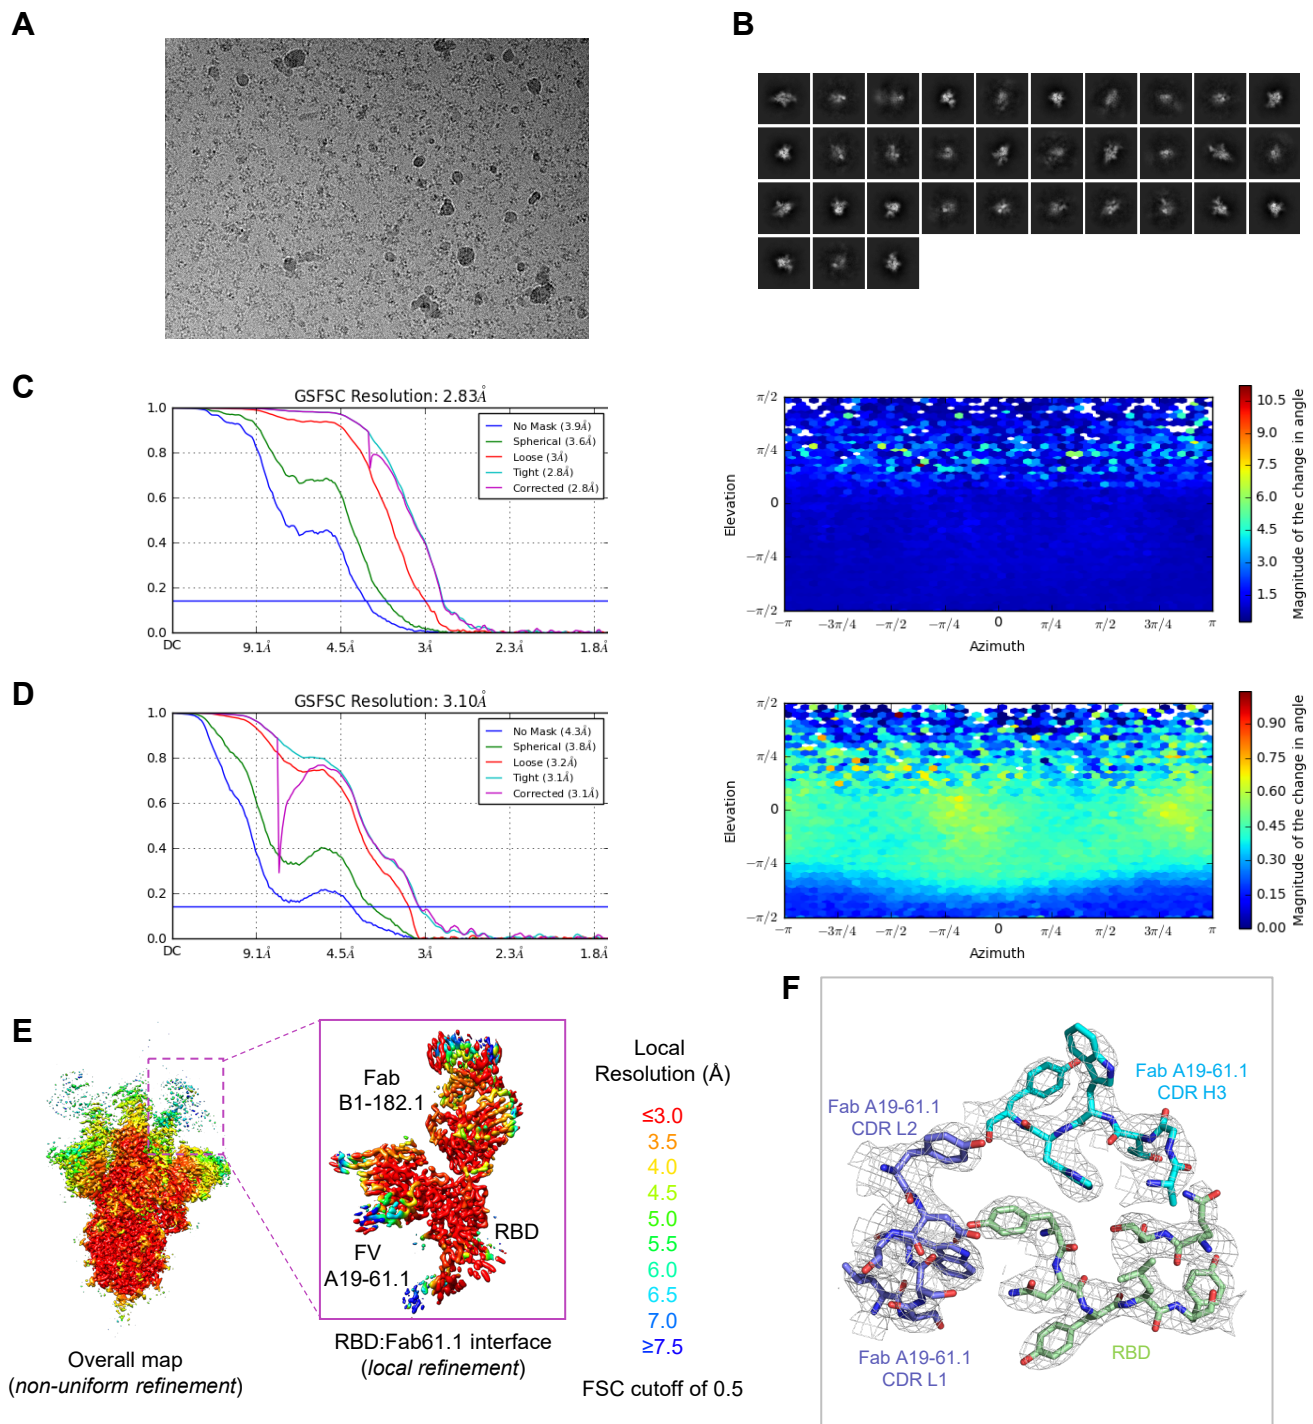 A
B
C
GSFSC Resolution: 2.83Å
1.0
0.8
0.6
0.4
0.2
0.0
DC
9.1Å
4.5Å
3Å
2.3Å
1.8Å
No Mask (3.9Å)
Spherical (3.6Å)
Loose (3Å)
Tight (2.8Å)
Corrected (2.8Å)
π/2
π/4
0
−π/4
−π/2
Elevation
−π
−3π/4
−π/2
−π/4
0
π/4
π/2
3π/4
π
Azimuth
10.5
9.0
7.5
6.0
4.5
3.0
1.5
Magnitude of the change in angle
D
GSFSC Resolution: 3.10Å
1.0
0.8
0.6
0.4
0.2
0.0
DC
9.1Å
4.5Å
3Å
2.3Å
1.8Å
No Mask (4.3Å)
Spherical (3.8Å)
Loose (3.2Å)
Tight (3.1Å)
Corrected (3.1Å)
π/2
π/4
0
−π/4
−π/2
Elevation
−π
−3π/4
−π/2
−π/4
0
π/4
π/2
3π/4
π
Azimuth
0.90
0.75
0.60
0.45
0.30
0.15
0.00
Magnitude of the change in angle
E
Overall map
(non-uniform refinement)
Fab
B1-182.1
RBD
FV
A19-61.1
RBD:Fab61.1 interface
(local refinement)
Local
Resolution (Å)
≤3.0
3.5
4.0
4.5
5.0
5.5
6.0
6.5
7.0
≥7.5
FSC cutoff of 0.5
F
Fab A19-61.1
CDR H3
Fab A19-61.1
CDR L2
Fab A19-61.1
CDR L1
RBD